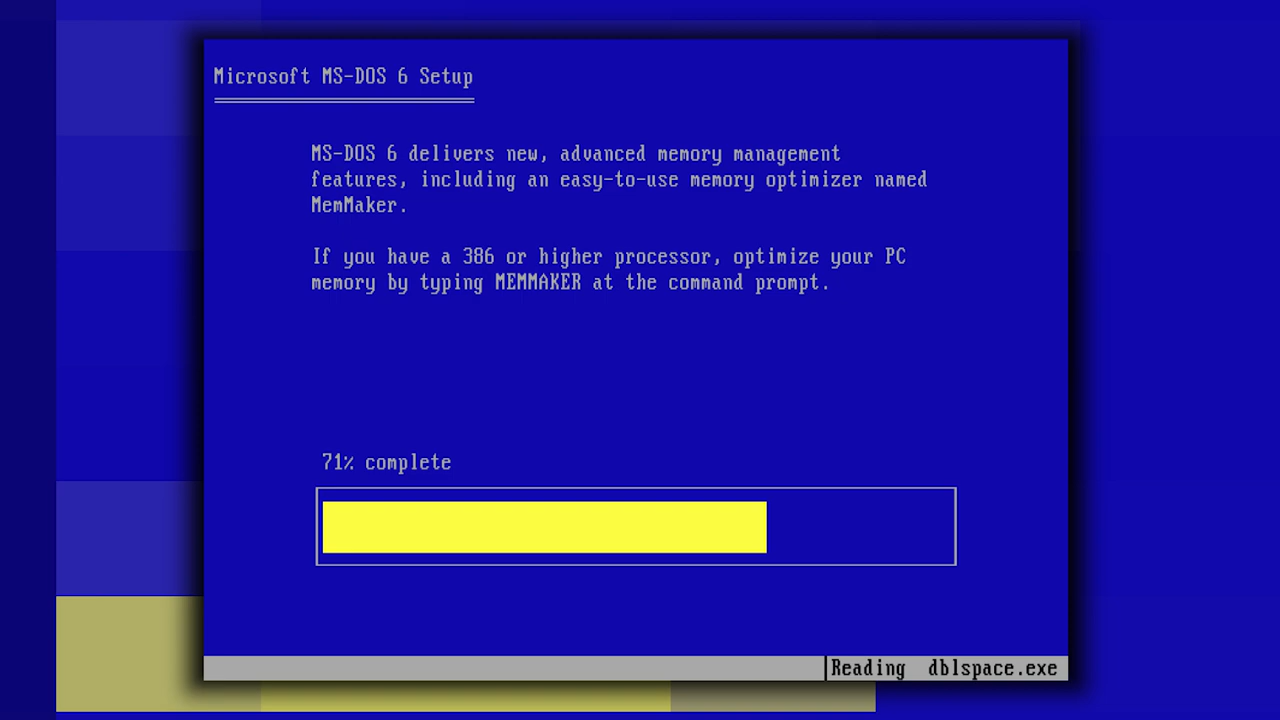 Microsoft MS-DOS 6 Setup
MS-DOS 6 delivers new, advanced memory management
features, including an easy-to-use memory optimizer named
MemMaker.
If you have a 386 or higher processor, optimize your PC
memory by typing MEMMAKER at the command prompt.
71% complete
Reading dblspace.exe